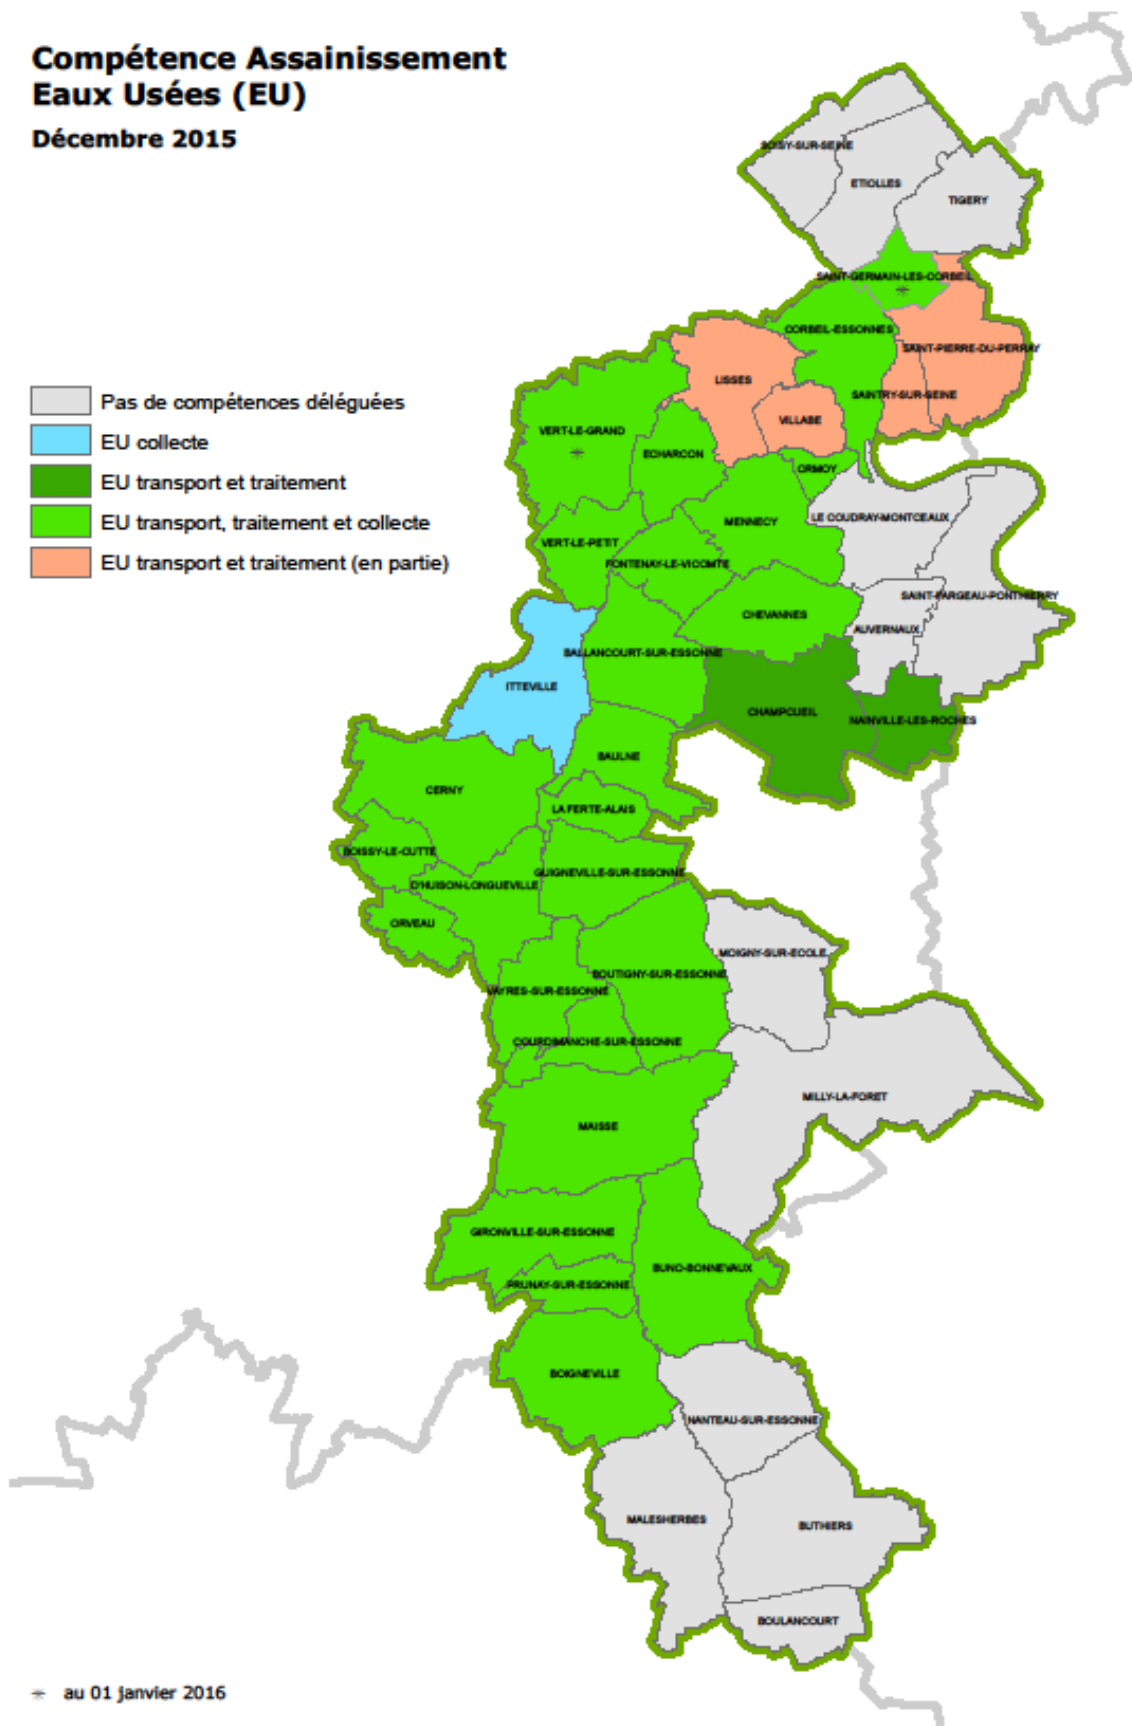 Compétence Assainissement
Eaux Usées (EU)
Décembre 2015
SOISY-SUR-SEINE
ETIOLLES
TIGERY
SAINT-GERMAIN-LES-CORBEIL
CORBEIL-ESSONNES
SAINT-PIERRE-DU-PERRAY
LISSES
SAINTRY-SUR-SEINE
VILLABE
Pas de compétences déléguées
EU collecte
EU transport et traitement
EU transport, traitement et collecte
EU transport et traitement (en partie)
VERT-LE-GRAND
ECHARCON
ORMOY
MENNECY
LE COUDRAY-MONTCEAUX
VERT-LE-PETIT
FONTENAY-LE-VICOMTE
SAINT-FARGEAU-PONTHIERRY
CHEVANNES
AUVERNAUX
BALLANCOURT-SUR-ESSONNE
ITTEVILLE
CHAMPCUEIL
NAINVILLE-LES-ROCHES
BAULNE
CERNY
LA FERTE-ALAIS
BOISSY-LE-CUTTE
GUIGNEVILLE-SUR-ESSONNE
D'HUISON-LONGUEVILLE
ORVEAU
MOIGNY-SUR-ECOLE
BOUTIGNY-SUR-ESSONNE
VAYRES-SUR-ESSONNE
COURDIMANCHE-SUR-ESSONNE
MILLY-LA-FORET
MAISSE
GIRONVILLE-SUR-ESSONNE
BUNO-BONNEVAUX
PRUNAY-SUR-ESSONNE
BOIGNEVILLE
NANTEAU-SUR-ESSONNE
MALESHERBES
BUTHIERS
BOULANCOURT
au 01 janvier 2016